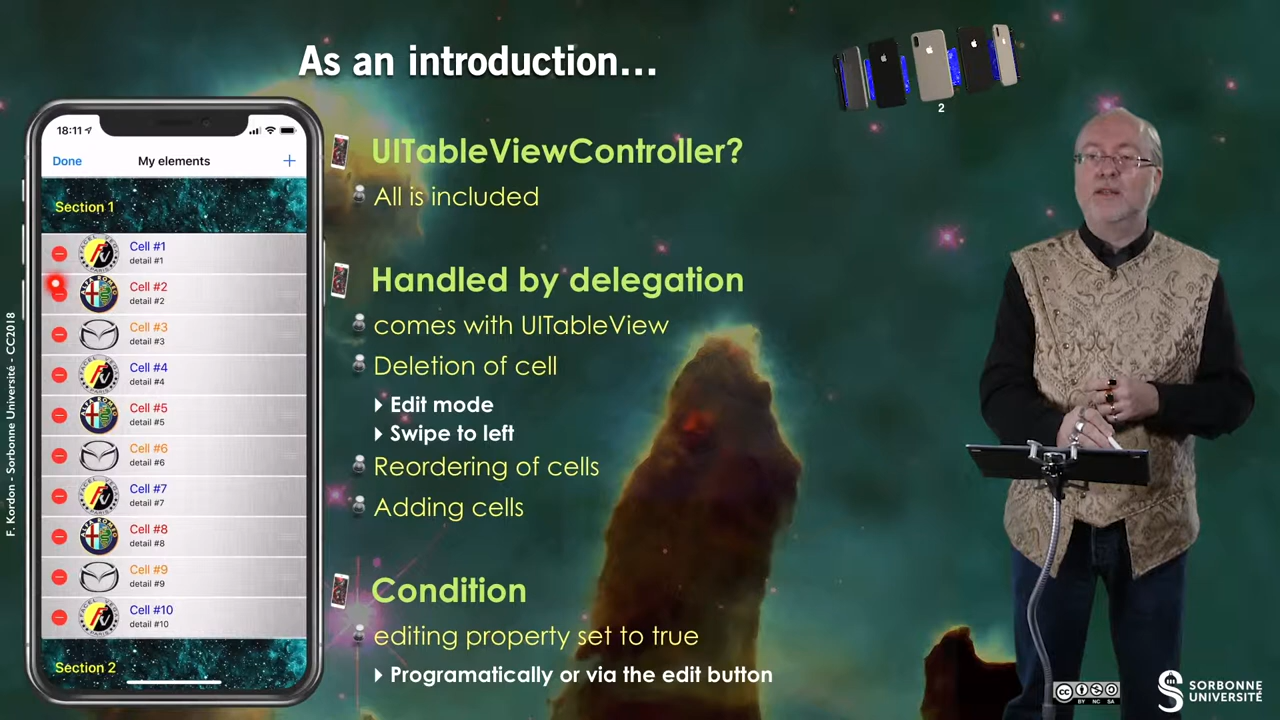 As an introduction...
2
18:11
Done
My elements
Section 1
Cell #1
detail #1
Cell #2
detail #2
Cell #3
detail #3
Cell #4
detail #4
Cell #5
detail #5
Cell #6
detail #6
Cell #7
detail #7
Cell #8
detail #8
Cell #9
detail #9
Cell #10
detail #10
Section 2
UITableViewController?
All is included
Handled by delegation
comes with UITableView
Deletion of cell
Edit mode
Swipe to left
Reordering of cells
Adding cells
Condition
editing property set to true
Programatically or via the edit button
F. Kordon - Sorbonne Université - CC2018
CC
BY NC SA
SORBONNE
UNIVERSITÉ